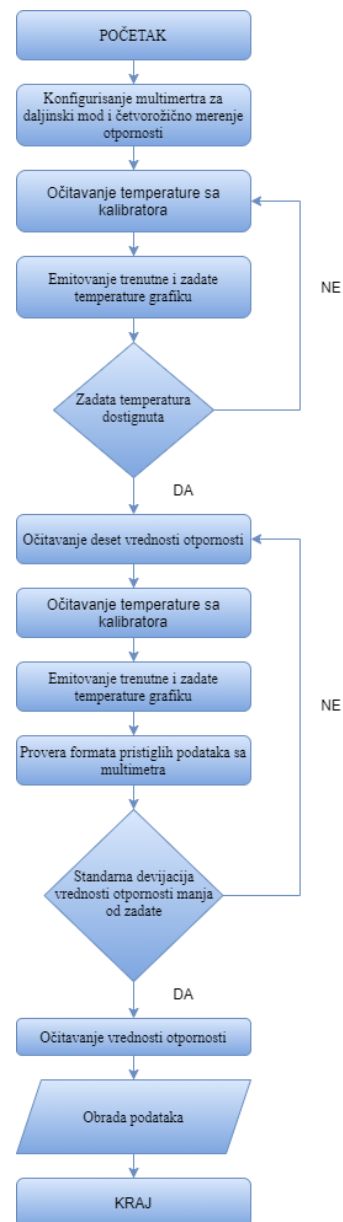 POČETAK
Konfigurisanje multimertra za
daljinski mod i četvorožično merenje
otpornosti
Očitavanje temperature sa
kalibratora
Emitovanje trenutne i zadate
temperature grafiku
NE
Zadata temperatura
dostignuta
DA
Očitavanje deset vrednosti otpornosti
Očitavanje temperature sa
kalibratora
Emitovanje trenutne i zadate
temperature grafiku
NE
Provera formata pristiglih podataka sa
multimetra
Standarna devijacija
vrednosti otpornosti manja
od zadate
DA
Očitavanje vrednosti otpornosti
Obrada podataka
KRAJ